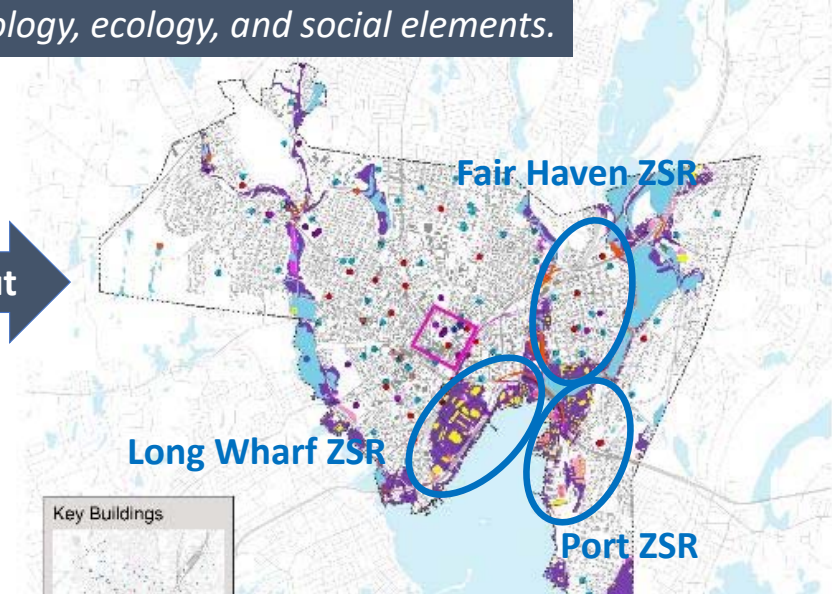 ology, ecology, and social elements.
Fair Haven ZSR
Long Wharf ZSR
Key Buildings
Port ZSR